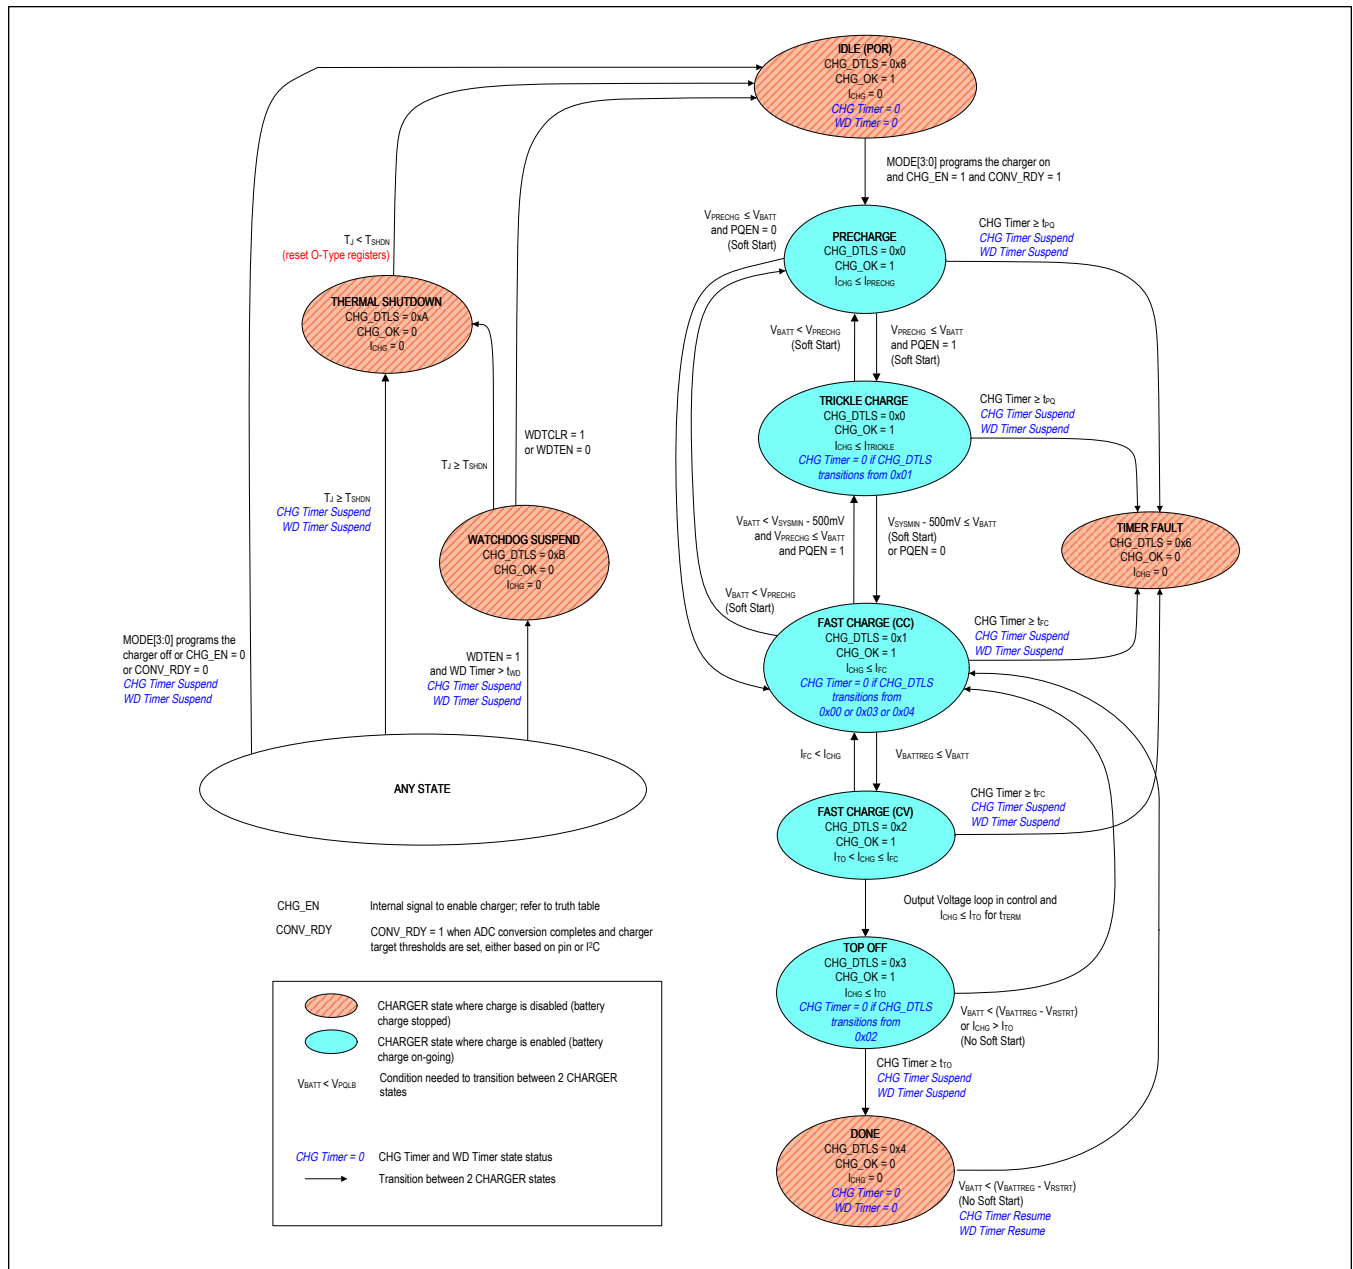 IDLE (POR)
CHG_DTLS = 0x8
CHG_OK = 1
ICHG = 0
CHG Timer = 0
WD Timer = 0
MODE[3:0] programs the charger on
and CHG_EN = 1 and CONV_RDY = 1
VPRECHG ≤ VBATT
and PQEN = 0
(Soft Start)
PRECHARGE
CHG_DTLS = 0x0
CHG_OK = 1
ICHG ≤ IPRECHG
CHG Timer ≥ tPQ
CHG Timer Suspend
WD Timer Suspend
TJ < TSHDN
(reset O-Type registers)
THERMAL SHUTDOWN
CHG_DTLS = 0xA
CHG_OK = 0
ICHG = 0
VBATT < VPRECHG
(Soft Start)
VPRECHG ≤ VBATT
and PQEN = 1
(Soft Start)
TRICKLE CHARGE
CHG_DTLS = 0x0
CHG_OK = 1
ICHG ≤ ITRICKLE
CHG Timer = 0 if CHG_DTLS
transitions from 0x01
CHG Timer ≥ tPQ
CHG Timer Suspend
WD Timer Suspend
WDTCLR = 1
or WDTEN = 0
TJ ≥ TSHDN
TJ ≥ TSHDN
CHG Timer Suspend
WD Timer Suspend
WATCHDOG SUSPEND
CHG_DTLS = 0xB
CHG_OK = 0
ICHG = 0
VBATT < VSYSMIN - 500mV
and VPRECHG ≤ VBATT
and PQEN = 1
VSYSMIN - 500mV ≤ VBATT
(Soft Start)
or PQEN = 0
TIMER FAULT
CHG_DTLS = 0x6
CHG_OK = 0
ICHG = 0
VBATT < VPRECHG
(Soft Start)
FAST CHARGE (CC)
CHG_DTLS = 0x1
CHG_OK = 1
ICHG ≤ IFC
CHG Timer = 0 if CHG_DTLS
transitions from
0x00 or 0x03 or 0x04
CHG Timer ≥ tFC
CHG Timer Suspend
WD Timer Suspend
MODE[3:0] programs the
charger off or CHG_EN = 0
or CONV_RDY = 0
CHG Timer Suspend
WD Timer Suspend
WDTEN = 1
and WD Timer > tWD
CHG Timer Suspend
WD Timer Suspend
ANY STATE
IFC < ICHG
VBATTREG ≤ VBATT
FAST CHARGE (CV)
CHG_DTLS = 0x2
CHG_OK = 1
ITO < ICHG ≤ IFC
CHG Timer ≥ tFC
CHG Timer Suspend
WD Timer Suspend
Output Voltage loop in control and
ICHG ≤ ITO for tTERM
CHG_EN Internal signal to enable charger; refer to truth table
CONV_RDY CONV_RDY = 1 when ADC conversion completes and charger
target thresholds are set, either based on pin or I2C
TOP OFF
CHG_DTLS = 0x3
CHG_OK = 1
ICHG ≤ ITO
CHG Timer = 0 if CHG_DTLS
transitions from
0x02
VBATT < (VBATTREG - VRSTRT)
or ICHG > ITO
(No Soft Start)
CHG Timer ≥ tTO
CHG Timer Suspend
WD Timer Suspend
DONE
CHG_DTLS = 0x4
CHG_OK = 0
ICHG = 0
CHG Timer = 0
WD Timer = 0
VBATT < (VBATTREG - VRSTRT)
(No Soft Start)
CHG Timer Resume
WD Timer Resume
CHARGER state where charge is disabled (battery
charge stopped)
CHARGER state where charge is enabled (battery
charge on-going)
VBATT < VPQLB Condition needed to transition between 2 CHARGER
states
CHG Timer = 0 CHG Timer and WD Timer state status
Transition between 2 CHARGER states